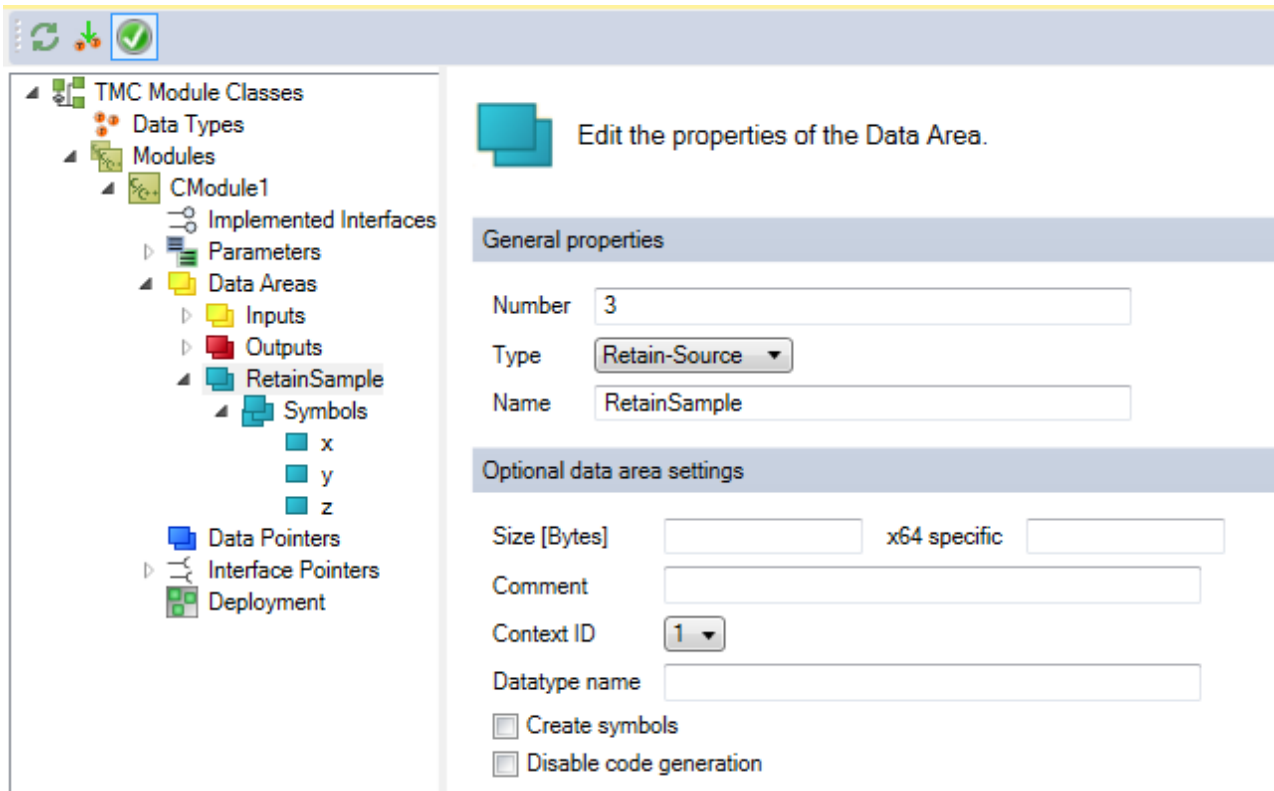 TMC Module Classes
Data Types
Modules
CModule1
Implemented Interfaces
Parameters
Data Areas
Inputs
Outputs
RetainSample
Symbols
x
y
z
Data Pointers
Interface Pointers
Deployment
Edit the properties of the Data Area.
General properties
Number 3
Type Retain-Source
Name RetainSample
Optional data area settings
Size [Bytes] x64 specific
Comment
Context ID 1
Datatype name
Create symbols
Disable code generation